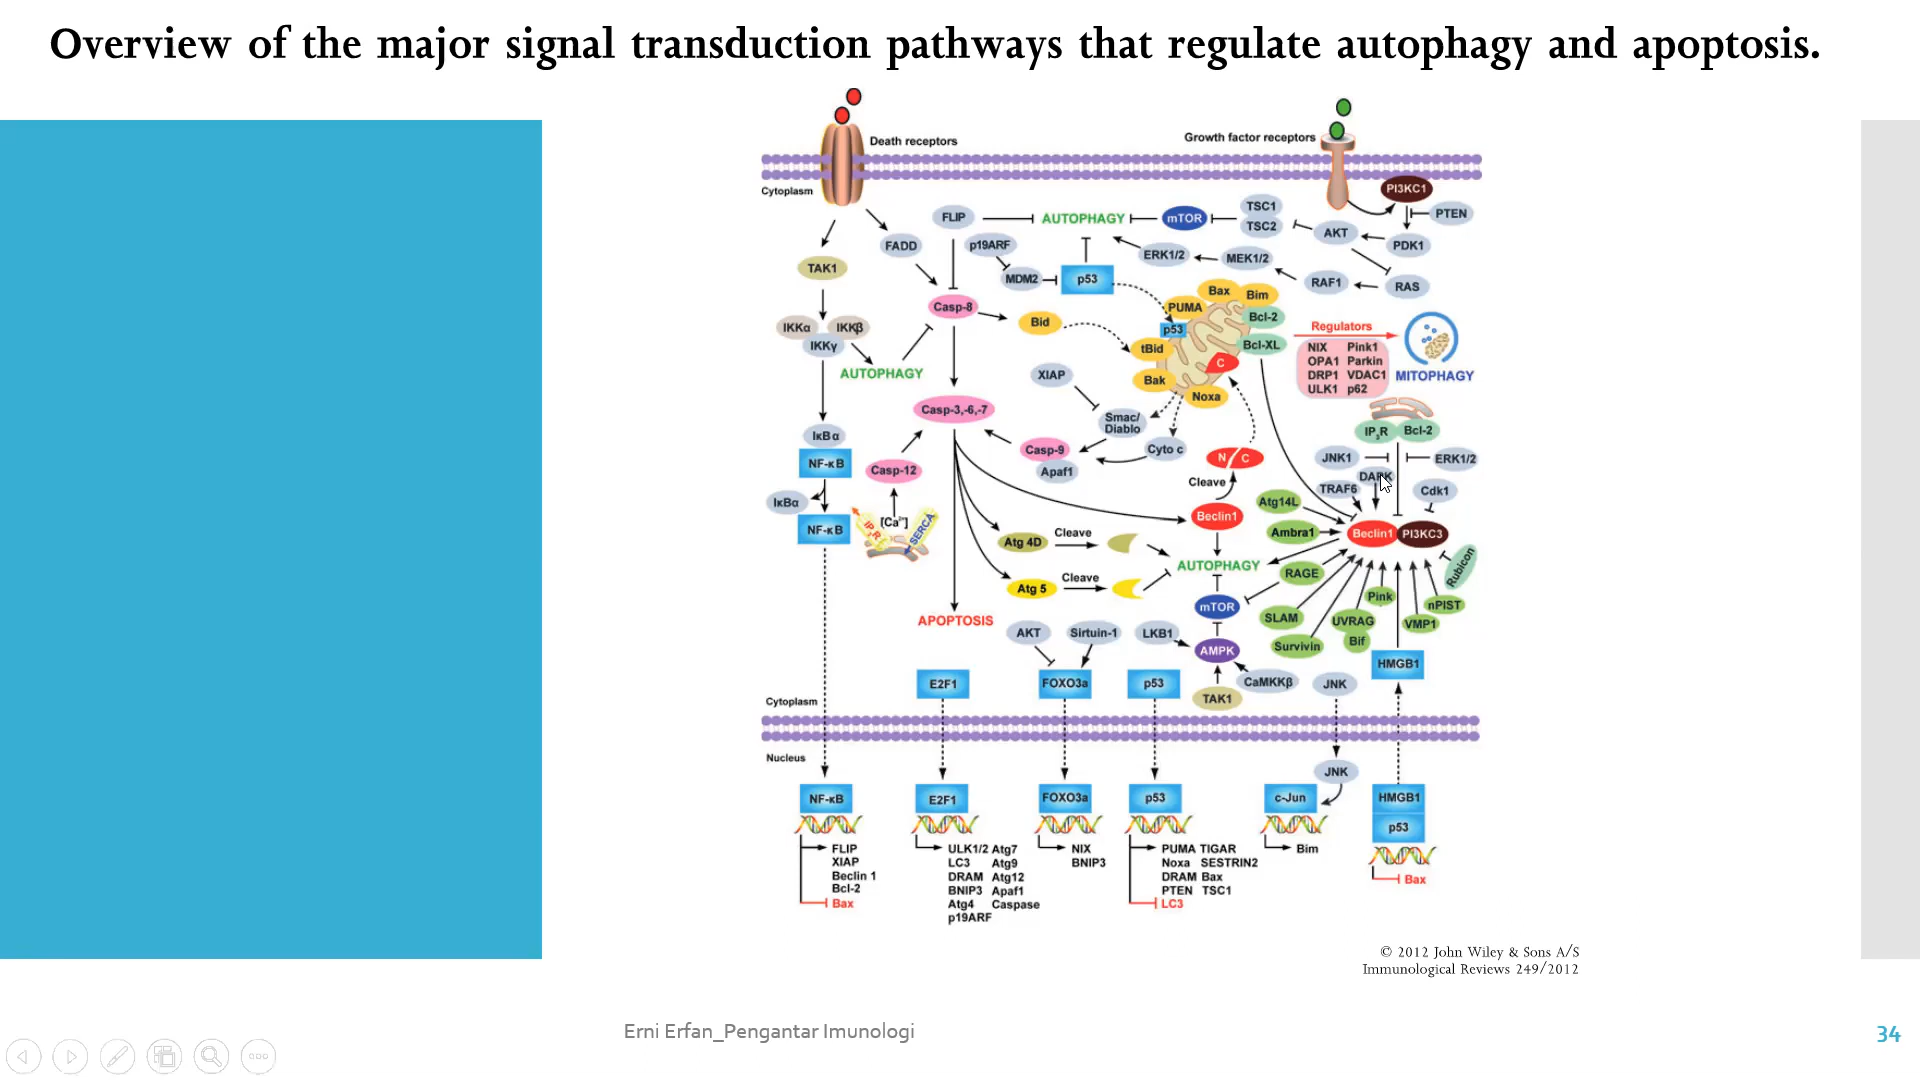 Overview of the major signal transduction pathways that regulate autophagy and apoptosis.
Death receptors
Growth factor receptors
Cytoplasm
PI3KC1
FLIP
AUTOPHAGY
mTOR
TSC1
TSC2
AKT
PTEN
PDK1
FADD
p19ARF
ERK1/2
MEK1/2
TAK1
MDM2
p53
RAF1
RAS
Casp-8
Bid
PUMA
Bax
Bim
Bcl-2
p53
tBid
Bcl-XL
C
Bak
Noxa
Regulators
NIX Pink1
OPA1 Parkin
DRP1 VDAC1
ULK1 p62
MITOPHAGY
IKKα
IKKβ
IKKγ
AUTOPHAGY
XIAP
Casp-3,-6,-7
Smac/
Diablo
Casp-9
Apaf1
Cyto c
IP3R
Bcl-2
IκBα
NF-κB
Casp-12
N/C
Cleave
JNK1
ERK1/2
DAPK
TRAF6
Cdk1
IκBα
NF-κB
IP3R
[Ca2+]
SERCA
Beclin1
Atg14L
Ambra1
Beclin1
PI3KC3
Rubicon
Atg 4D
Cleave
AUTOPHAGY
RAGE
Atg 5
Cleave
mTOR
Pink
nPIST
SLAM
UVRAG
VMP1
Survivin
Bif
APOPTOSIS
AKT
Sirtuin-1
LKB1
AMPK
HMGB1
E2F1
FOXO3a
p53
CaMKKβ
JNK
TAK1
Cytoplasm
Nucleus
JNK
NF-κB
E2F1
FOXO3a
p53
c-Jun
HMGB1
p53
FLIP
XIAP
Beclin 1
Bcl-2
Bax
ULK1/2 Atg7
LC3 Atg9
DRAM Atg12
BNIP3 Apaf1
Atg4 Caspase
p19ARF
NIX
BNIP3
PUMA TIGAR
Noxa SESTRIN2
DRAM Bax
PTEN TSC1
LC3
Bim
Bax
© 2012 John Wiley & Sons A/S
Immunological Reviews 249/2012
Erni Erfan_Pengantar Imunologi
34